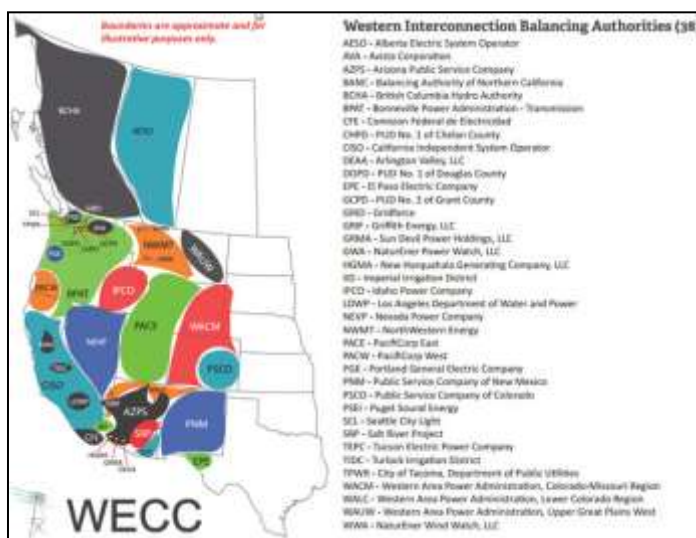 Boundaries are approximate and for
illustrative purposes only.
Western Interconnection Balancing Authorities (38
AESO - Alberta Electric System Operator
AVA - Avista Corporation
AZPS - Arizona Public Service Company
BANC - Balancing Authority of Northern California
BCHA - British Columbia Hydro Authority
BPAT - Bonneville Power Administration - Transmission
CFE - Comision Federal de Electricidad
CHPD - PUD No. 1 of Chelan County
CISO - California Independent System Operator
DEAA - Arlington Valley, LLC
DOPD - PUD No. 1 of Douglas County
EPE - El Paso Electric Company
GCPD - PUD No. 2 of Grant County
GRID - Gridforce
GRIF - Griffith Energy, LLC
GRMA - Sun Devil Power Holdings, LLC
GWA - NaturEner Power Watch, LLC
HGMA - New Harquahala Generating Company, LLC
IID - Imperial Irrigation District
IPCO - Idaho Power Company
LDWP - Los Angeles Department of Water and Power
NEVP - Nevada Power Company
NWMT - NorthWestern Energy
PACE - PacifiCorp East
PACW - PacifiCorp West
PGE - Portland General Electric Company
PNM - Public Service Company of New Mexico
PSCO - Public Service Company of Colorado
PSEI - Puget Sound Energy
SCL - Seattle City Light
SRP - Salt River Project
TEPC - Tucson Electric Power Company
TIDC - Turlock Irrigation District
TPWR - City of Tacoma, Department of Public Utilities
WACM - Western Area Power Administration, Colorado-Missouri Region
WALC - Western Area Power Administration, Lower Colorado Region
WAUW - Western Area Power Administration, Upper Great Plains West
WWA - NaturEner Wind Watch, LLC
BCHA
AESO
NWMT
WAUW
PACW
BPAT
IPCO
PACE
WACM
NEVP
PSCO
CISO
AZPS
SRP
PNM
CFE
EPE
WECC